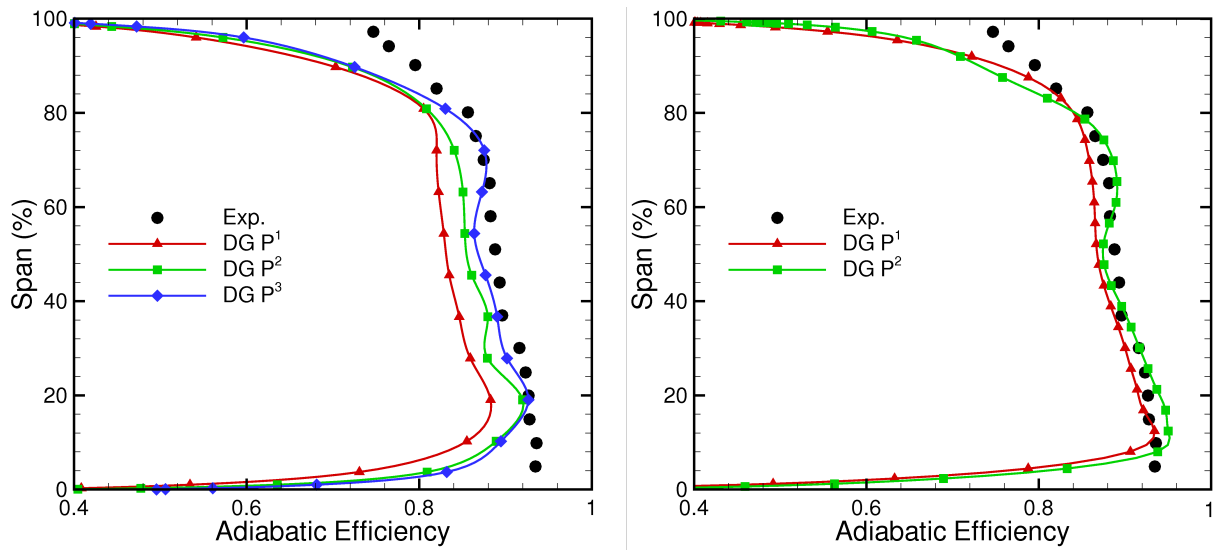 100
80
60
40
20
0
Span (%)
Exp.
DG P¹
DG P²
DG P³
0.4
0.6
0.8
1
Adiabatic Efficiency
100
80
60
40
20
0
Span (%)
Exp.
DG P¹
DG P²
0.4
0.6
0.8
1
Adiabatic Efficiency